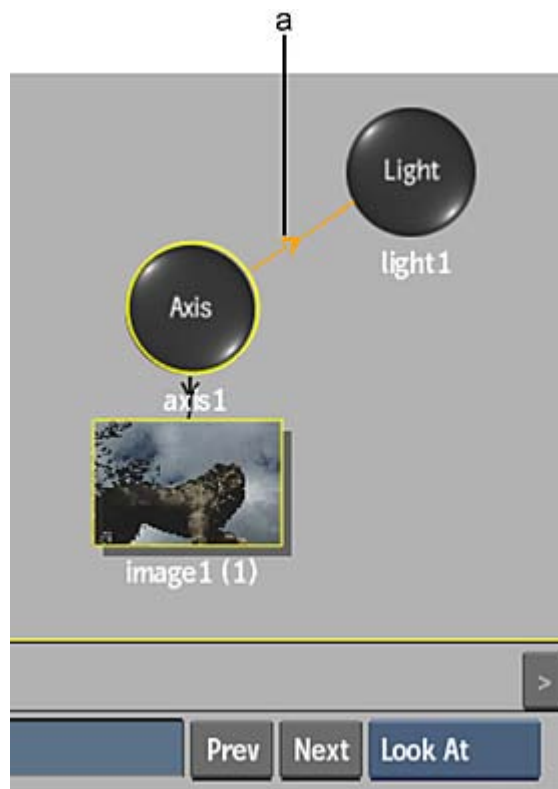 a
Light
light1
Axis
axis1
image1 (1)
>
Prev Next Look At